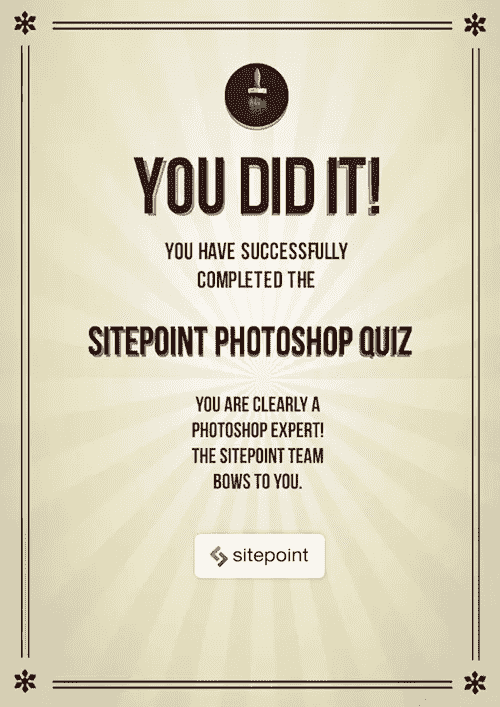 YOU DID IT!
YOU HAVE SUCCESSFULLY
COMPLETED THE
SITEPOINT PHOTOSHOP QUIZ
YOU ARE CLEARLY A
PHOTOSHOP EXPERT!
THE SITEPOINT TEAM
BOWS TO YOU.
sitepoint